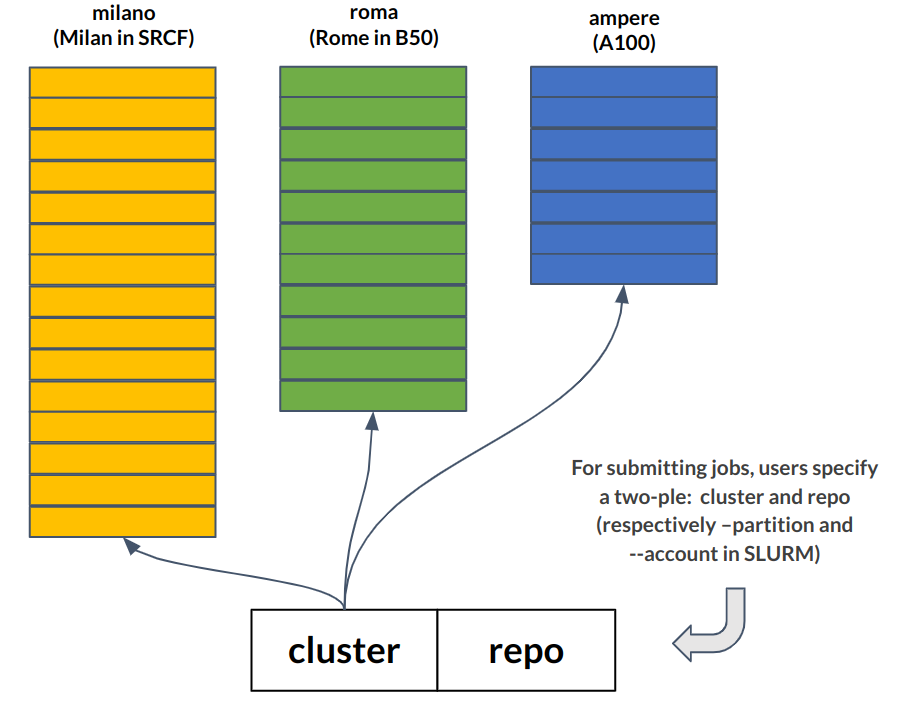 milano
(Milan in SRCF)
roma
(Rome in B50)
ampere
(A100)
For submitting jobs, users specify
a two-ple:  cluster and repo
(respectively –partition and
--account in SLURM)
cluster
repo